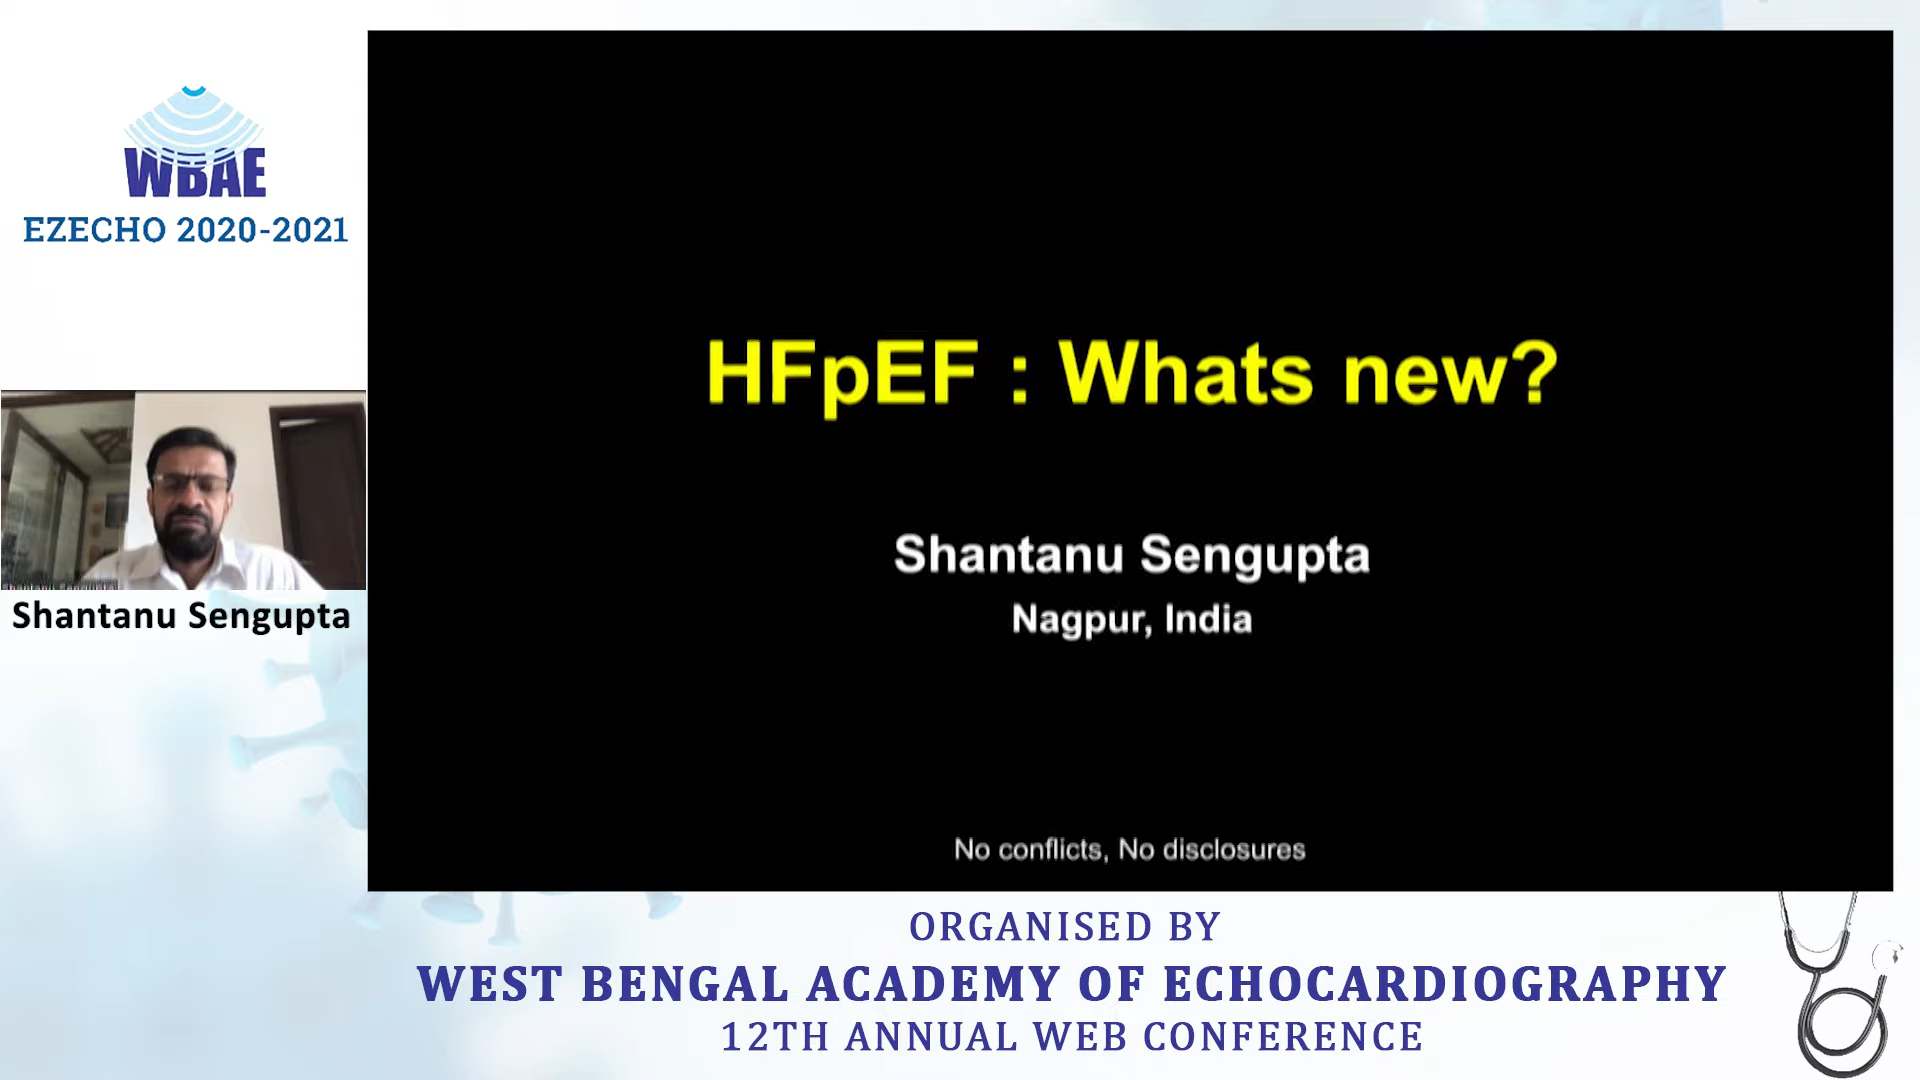 WBAE
EZECHO 2020-2021
Shantanu Sengupta
HFpEF : Whats new?
Shantanu Sengupta
Nagpur, India
No conflicts, No disclosures
ORGANISED BY
WEST BENGAL ACADEMY OF ECHOCARDIOGRAPHY
12TH ANNUAL WEB CONFERENCE